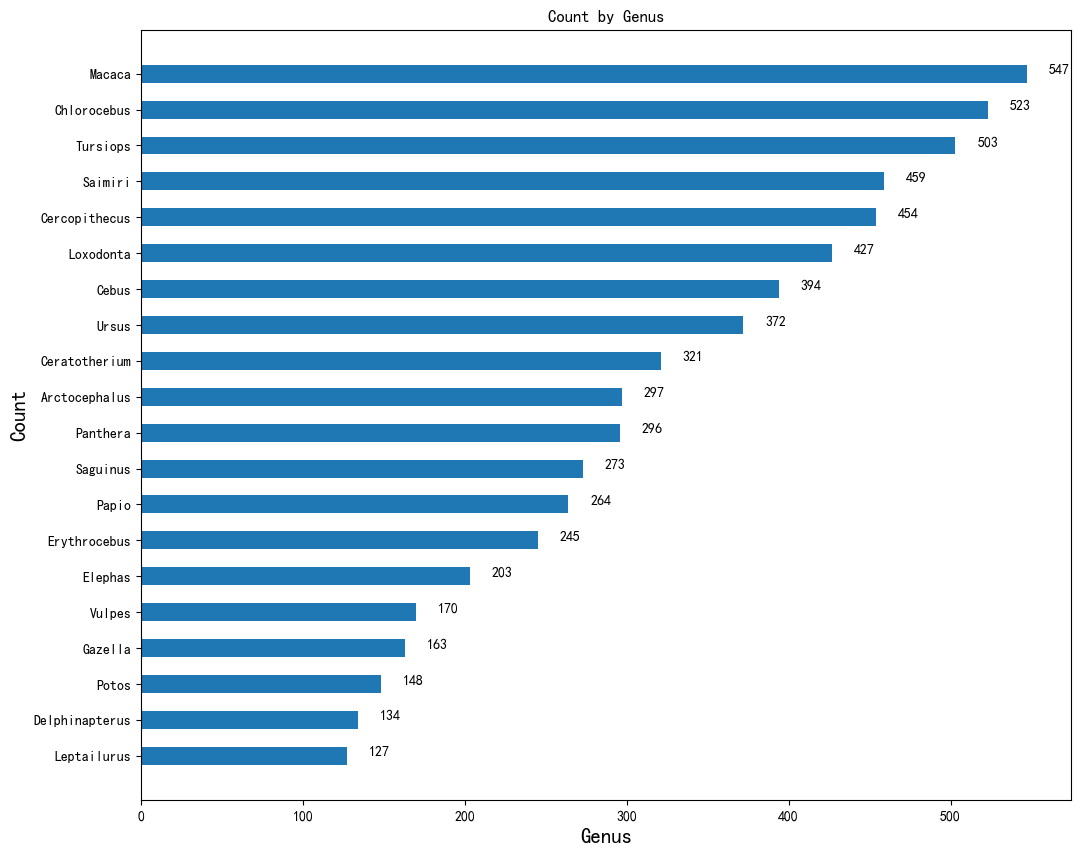 Count by Genus
Macaca 547
Chlorocebus 523
Tursiops 503
Saimiri 459
Cercopithecus 454
Loxodonta 427
Cebus 394
Ursus 372
Ceratotherium 321
Arctocephalus 297
Panthera 296
Saguinus 273
Papio 264
Erythrocebus 245
Elephas 203
Vulpes 170
Gazella 163
Potos 148
Delphinapterus 134
Leptailurus 127
Count
0 100 200 300 400 500
Genus